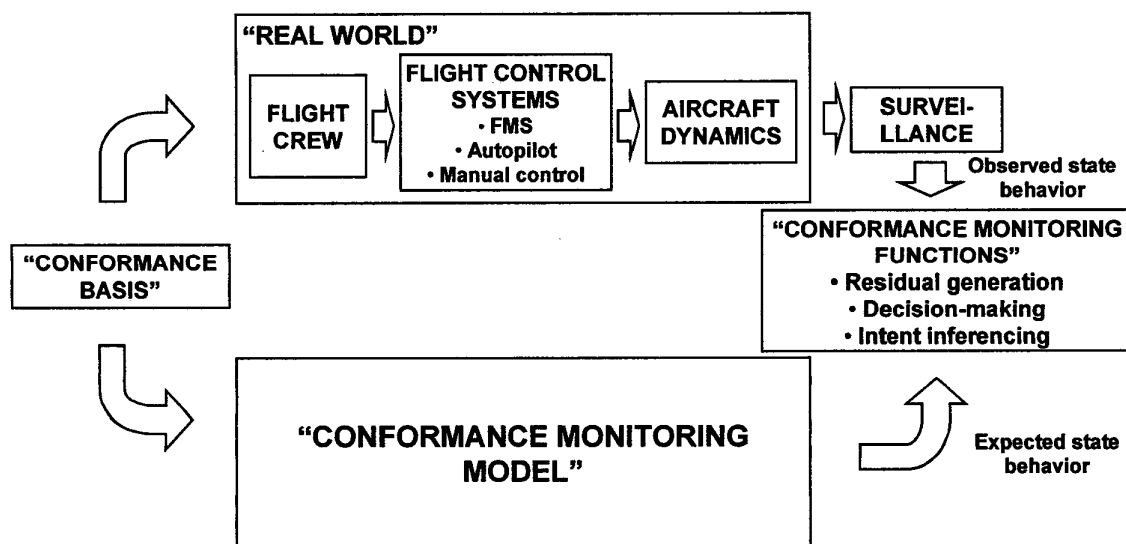 “REAL WORLD”
FLIGHT
CREW
FLIGHT CONTROL
SYSTEMS
• FMS
• Autopilot
• Manual control
AIRCRAFT
DYNAMICS
SURVEI-
LLANCE
Observed state
behavior
“CONFORMANCE
BASIS”
“CONFORMANCE MONITORING
FUNCTIONS”
• Residual generation
• Decision-making
• Intent inferencing
“CONFORMANCE MONITORING
MODEL”
Expected state
behavior